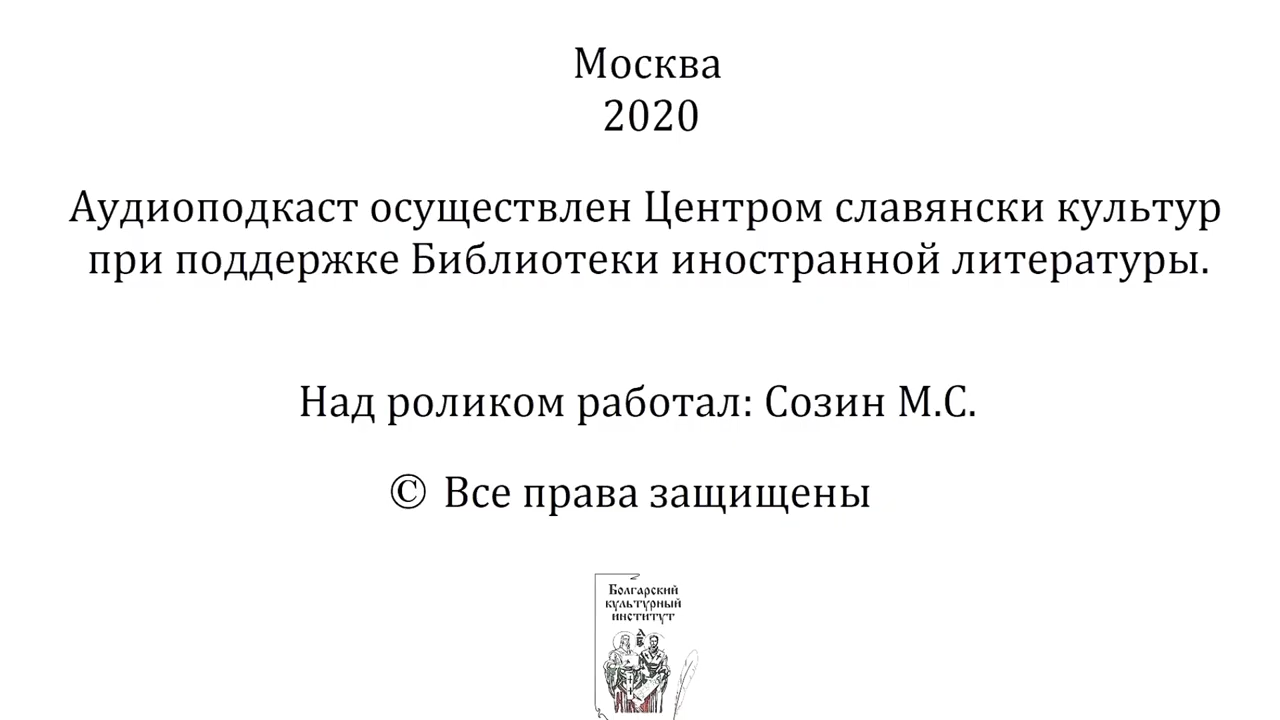 Москва
2020
Аудиоподкаст осуществлен Центром славянски культур
при поддержке Библиотеки иностранной литературы.
Над роликом работал: Созин М.С.
© Все права защищены
Болгарский
культурный
институт